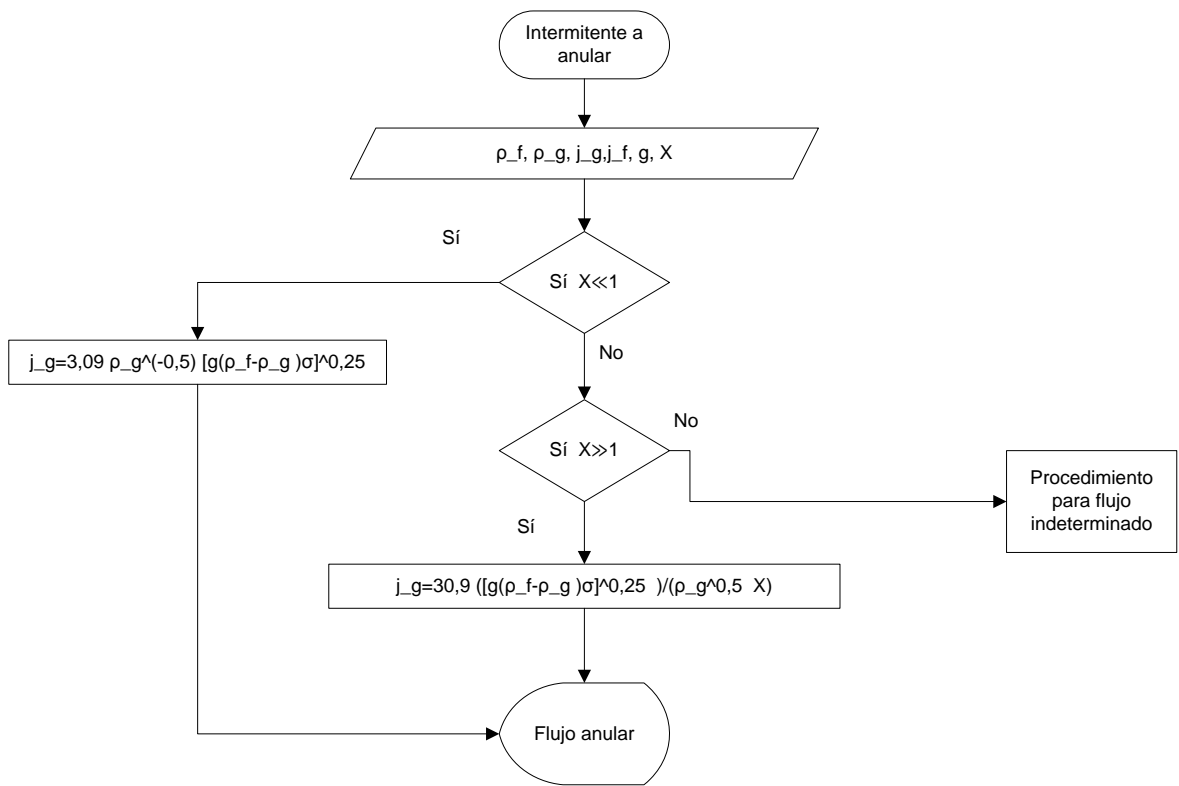 Intermitente a
anular
ρ_f, ρ_g, j_g,j_f, g, X
Sí
Sí  X≪1
j_g=3,09 ρ_g^(-0,5) [g(ρ_f-ρ_g )σ]^0,25
No
No
Sí  X≫1
Procedimiento
para flujo
indeterminado
Sí
j_g=30,9 ([g(ρ_f-ρ_g )σ]^0,25  )/(ρ_g^0,5  X)
Flujo anular